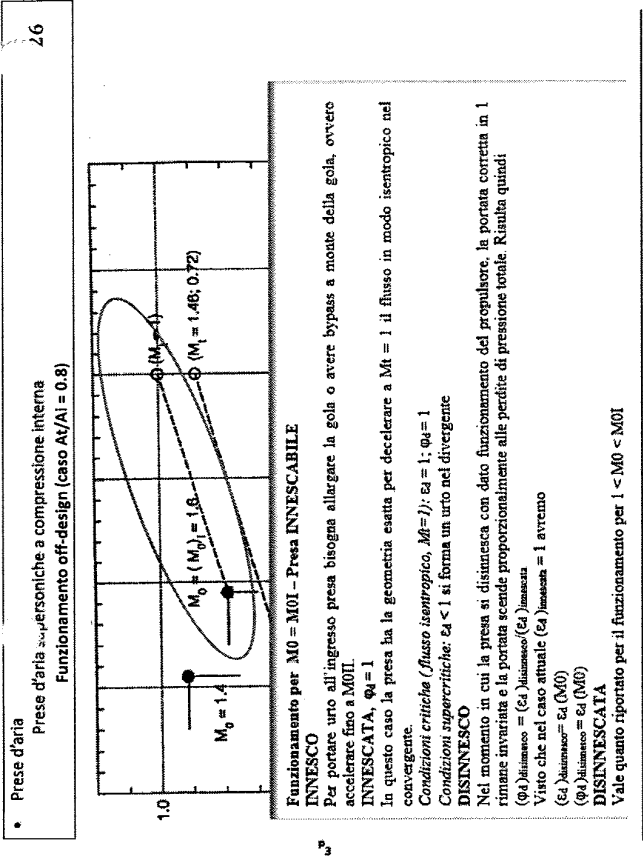 • Prese d'aria
26
Prese d'aria supersoniche a compressione interna
Funzionamento off-design (caso At/Ai = 0.8)
1.0
M₀ = 1.4
M₀ = (M₀)ᵢ = 1.6
(Mₜ = 1)
(Mₜ = 1.46; 0.72)
Funzionamento per M0 = M0I – Presa INNESCABILE
INNESCO
Per portare urto all'ingresso presa bisogna allargare la gola o avere bypass a monte della gola, ovvero
accelerare fino a M0II.
INNESCATA, φd = 1
In questo caso la presa ha la geometria esatta per decelerare a Mt = 1 il flusso in modo isentropico nel
convergente.
Condizioni critiche (flusso isentropico, Mt=1): εd = 1; φd = 1
Condizioni supercritiche: εd < 1 si forma un urto nel divergente
DISINNESCO
Nel momento in cui la presa si disinnesca con dato funzionamento del propulsore, la portata corretta in 1
rimane invariata e la portata scende proporzionalmente alle perdite di pressione totale. Risulta quindi
(φd )disinnesco = (εd )disinnesco/(εd )innescata
Visto che nel caso attuale (εd )innescata = 1 avremo
(εd )disinnesco= εd (M0)
(φd )disinnesco = εd (M0)
DISINNESCATA
Vale quanto riportato per il funzionamento per 1 < M0 < M0I
P
3